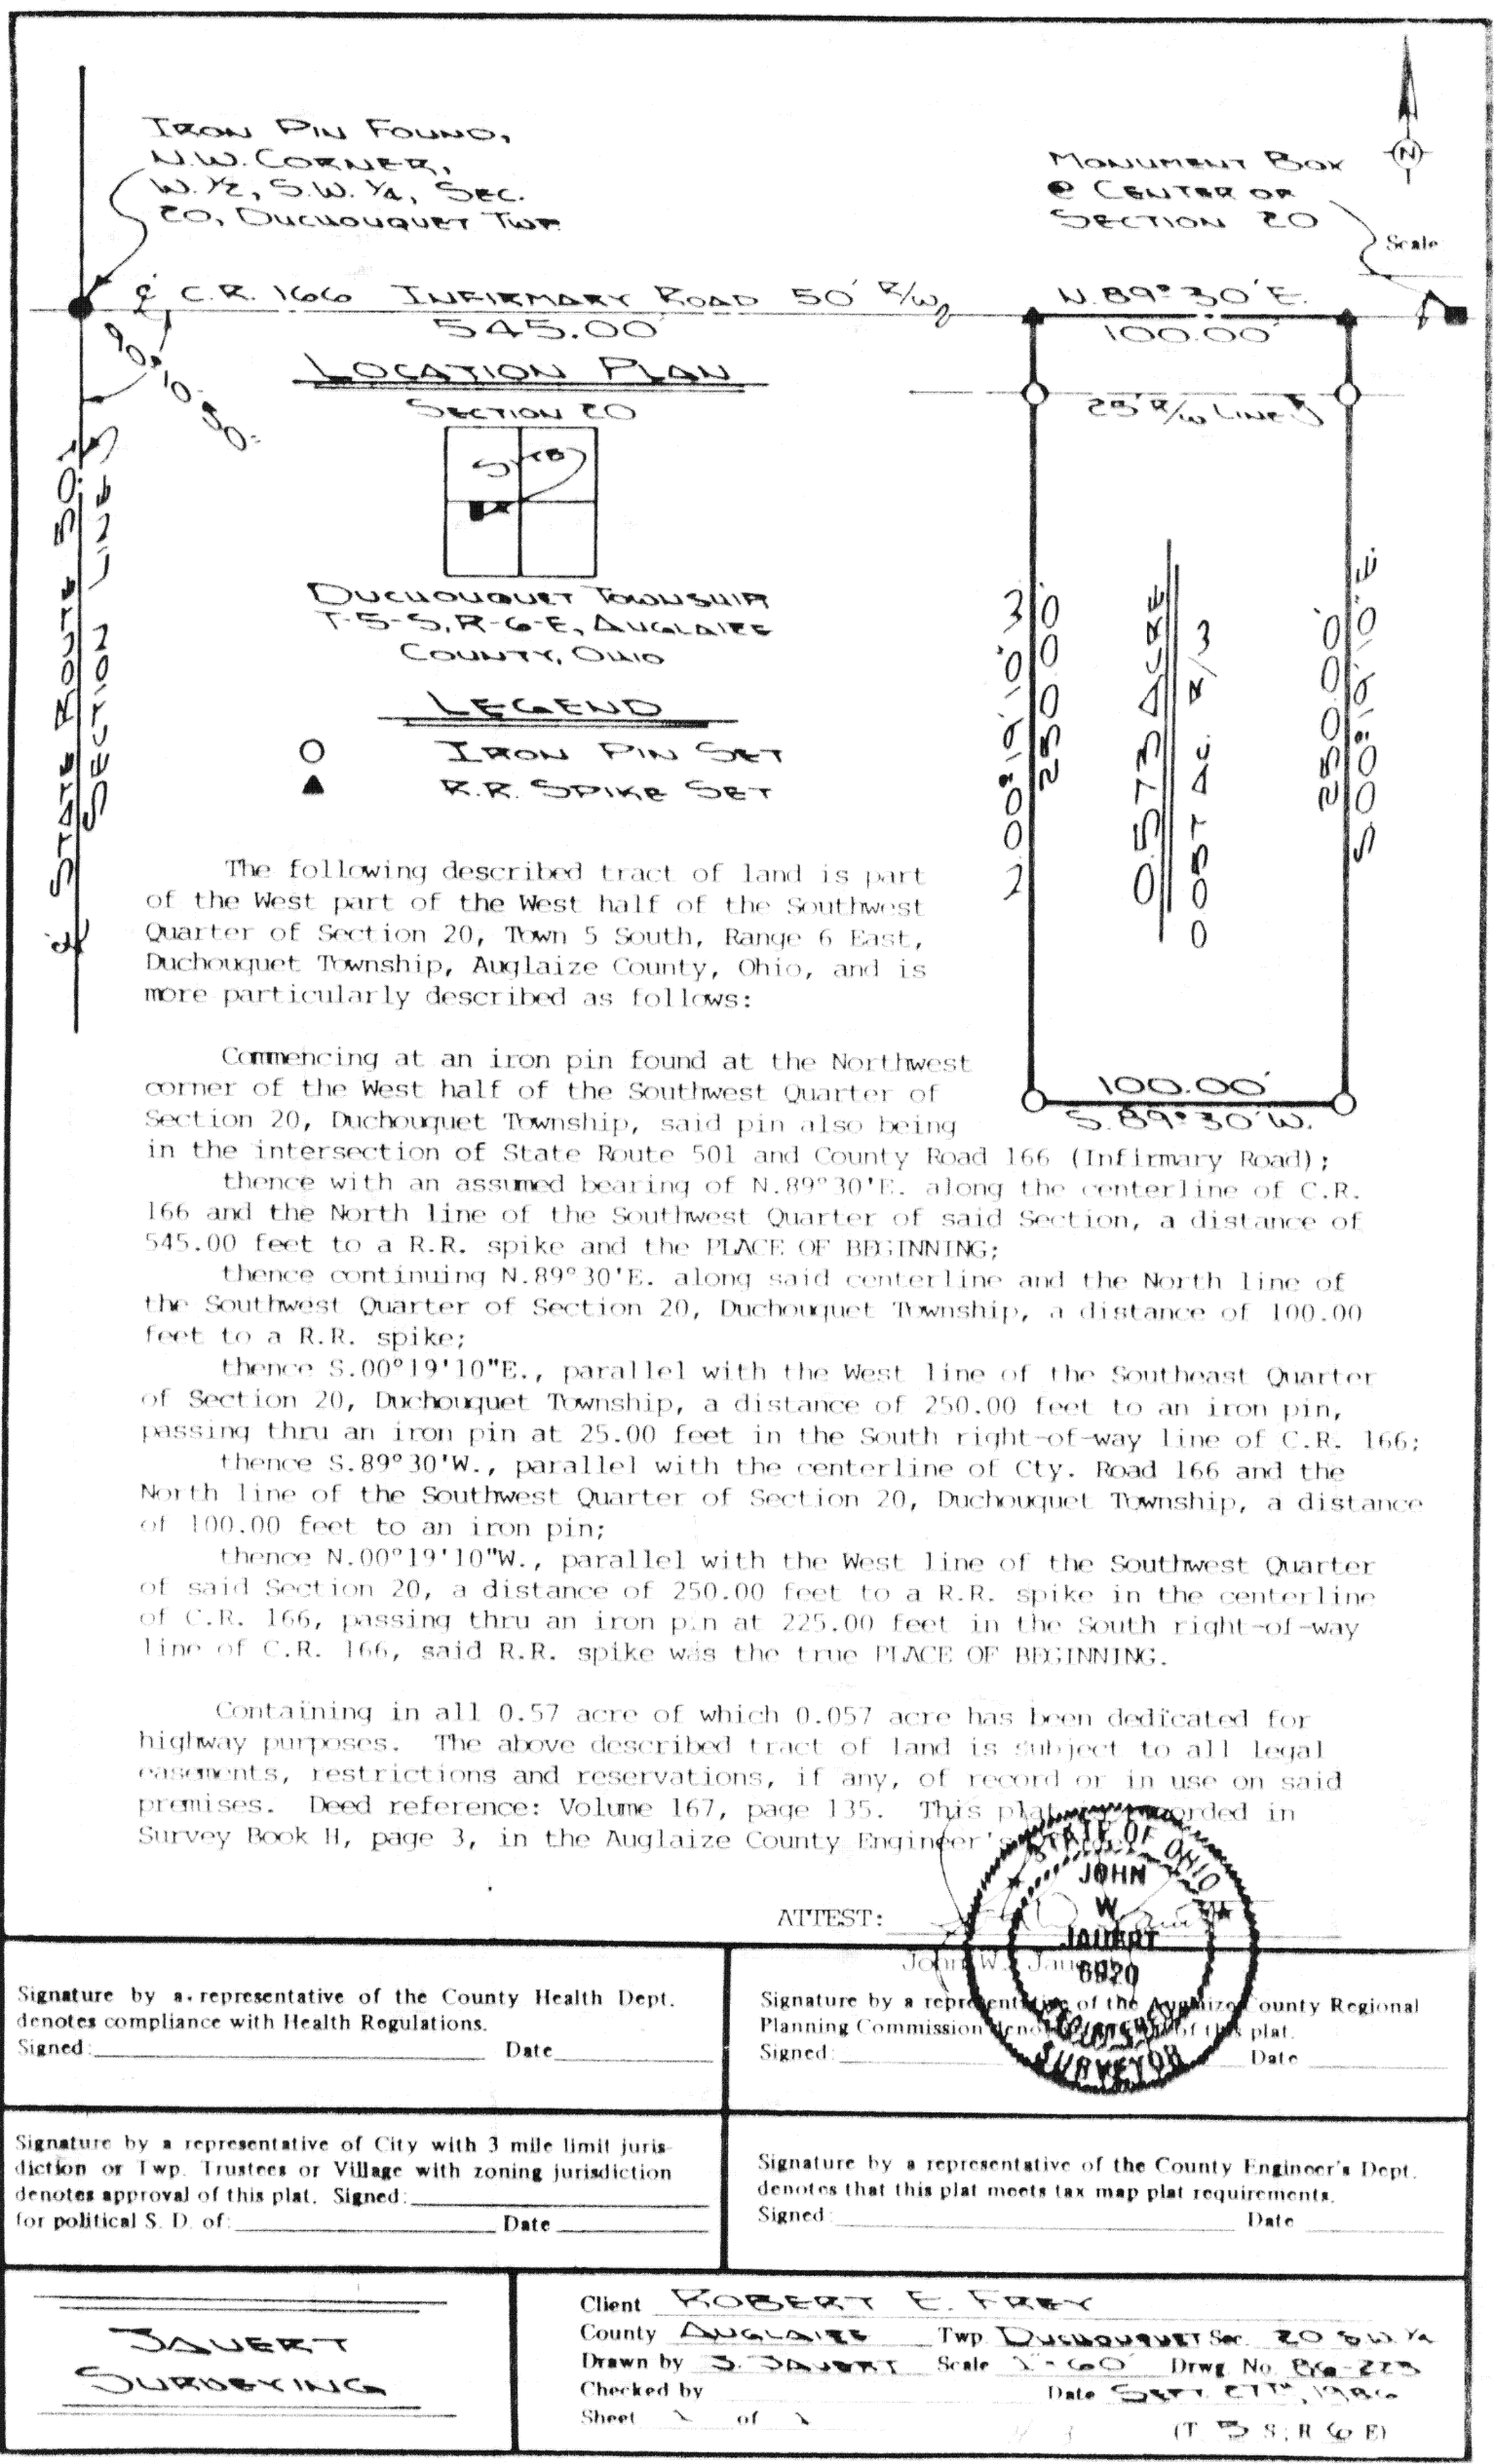 IRON PIN FOUND,
N.W. CORNER,
W. 1/2, S.W. 1/4, SEC.
20, DUCHOUQUET TWP.
MONUMENT BOX
@ CENTER OF
SECTION 20
N
Scale
℄ C.R. 166 INFIRMARY ROAD 50' R/W
N. 89° 30' E.
545.00'
100.00'
LOCATION PLAN
25' R/W LINE
SECTION 20
SITE
DUCHOUQUET TOWNSHIP
T-5-S, R-6-E, AUGLAIZE
COUNTY, OHIO
LEGEND
IRON PIN SET
R.R. SPIKE SET
℄ STATE ROUTE 501
SECTION LINE
N. 00° 19' 10" W.
250.00'
0.573 ACRE
0.057 AC. R/W
250.00'
S. 00° 19' 10" E.
100.00'
S. 89° 30' W.
The following described tract of land is part
of the West part of the West half of the Southwest
Quarter of Section 20, Town 5 South, Range 6 East,
Duchouquet Township, Auglaize County, Ohio, and is
more particularly described as follows:
Commencing at an iron pin found at the Northwest
corner of the West half of the Southwest Quarter of
Section 20, Duchouquet Township, said pin also being
in the intersection of State Route 501 and County Road 166 (Infirmary Road);
thence with an assumed bearing of N.89°30'E. along the centerline of C.R.
166 and the North line of the Southwest Quarter of said Section, a distance of
545.00 feet to a R.R. spike and the PLACE OF BEGINNING;
thence continuing N.89°30'E. along said centerline and the North line of
the Southwest Quarter of Section 20, Duchouquet Township, a distance of 100.00
feet to a R.R. spike;
thence S.00°19'10"E., parallel with the West line of the Southeast Quarter
of Section 20, Duchouquet Township, a distance of 250.00 feet to an iron pin,
passing thru an iron pin at 25.00 feet in the South right-of-way line of C.R. 166;
thence S.89°30'W., parallel with the centerline of Cty. Road 166 and the
North line of the Southwest Quarter of Section 20, Duchouquet Township, a distance
of 100.00 feet to an iron pin;
thence N.00°19'10"W., parallel with the West line of the Southwest Quarter
of said Section 20, a distance of 250.00 feet to a R.R. spike in the centerline
of C.R. 166, passing thru an iron pin at 225.00 feet in the South right-of-way
line of C.R. 166, said R.R. spike was the true PLACE OF BEGINNING.
Containing in all 0.57 acre of which 0.057 acre has been dedicated for
highway purposes. The above described tract of land is subject to all legal
easements, restrictions and reservations, if any, of record or in use on said
premises. Deed reference: Volume 167, page 135. This plat recorded in
Survey Book H, page 3, in the Auglaize County Engineer's
STATE OF OHIO
JOHN
W
JAUERT
6920
REGISTERED
SURVEYOR
ATTEST:
John W. Jauert
Signature by a representative of the County Health Dept.
denotes compliance with Health Regulations.
Signed: Date
Signature by a representative of the Auglaize County Regional
Planning Commission denotes of this plat.
Signed: Date
Signature by a representative of City with 3 mile limit juris-
diction or Twp. Trustees or Village with zoning jurisdiction
denotes approval of this plat. Signed:
for political S. D. of: Date
Signature by a representative of the County Engineer's Dept.
denotes that this plat meets tax map plat requirements.
Signed: Date
JAUERT
SURVEYING
Client ROBERT E. FREY
County AUGLAIZE Twp. DUCHOUQUET Sec. 20 S.W. 1/4
Drawn by J. JAUERT Scale 1"=60' Drwg. No. 86-223
Checked by Date SEPT. 27TH, 1986
Sheet 1 of 1
(T 5 S; R 6 E)